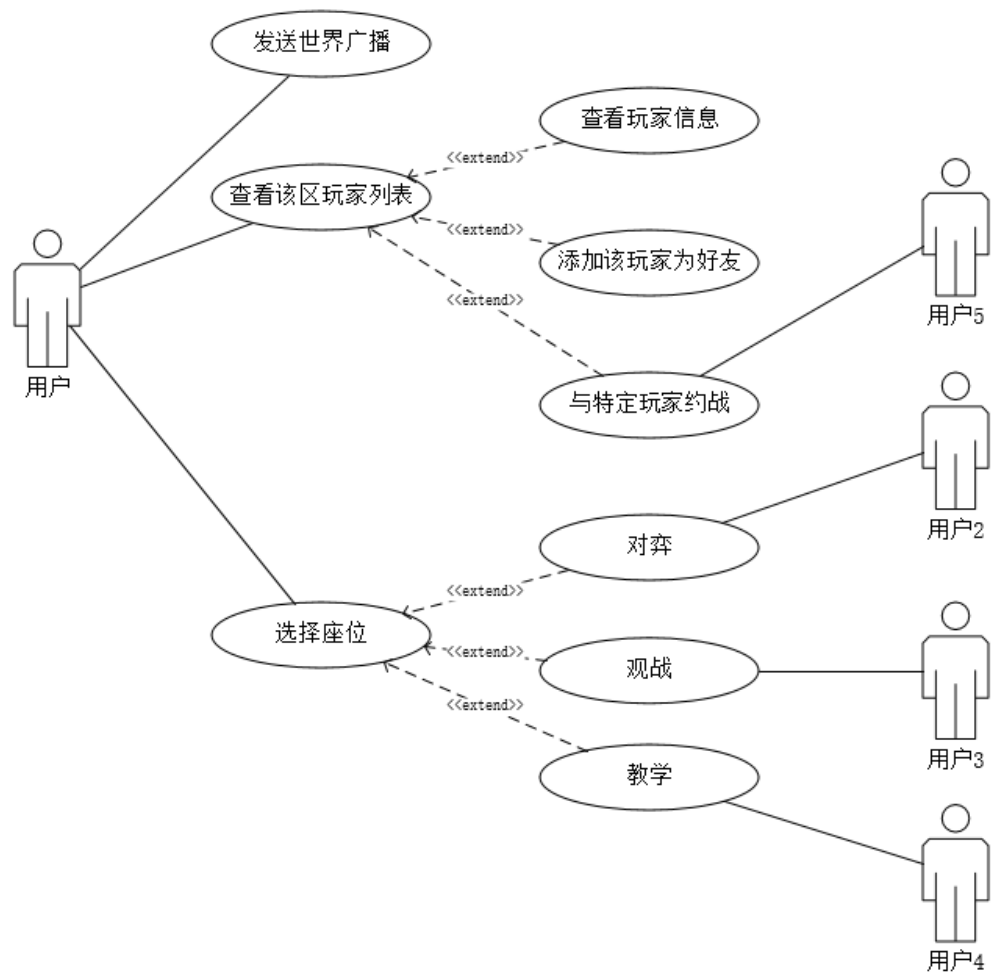 发送世界广播
查看玩家信息
<<extend>>
查看该区玩家列表
<<extend>>
添加该玩家为好友
<<extend>>
用户5
用户
与特定玩家约战
用户2
对弈
<<extend>>
选择座位
<<extend>>
观战
<<extend>>
用户3
教学
用户4